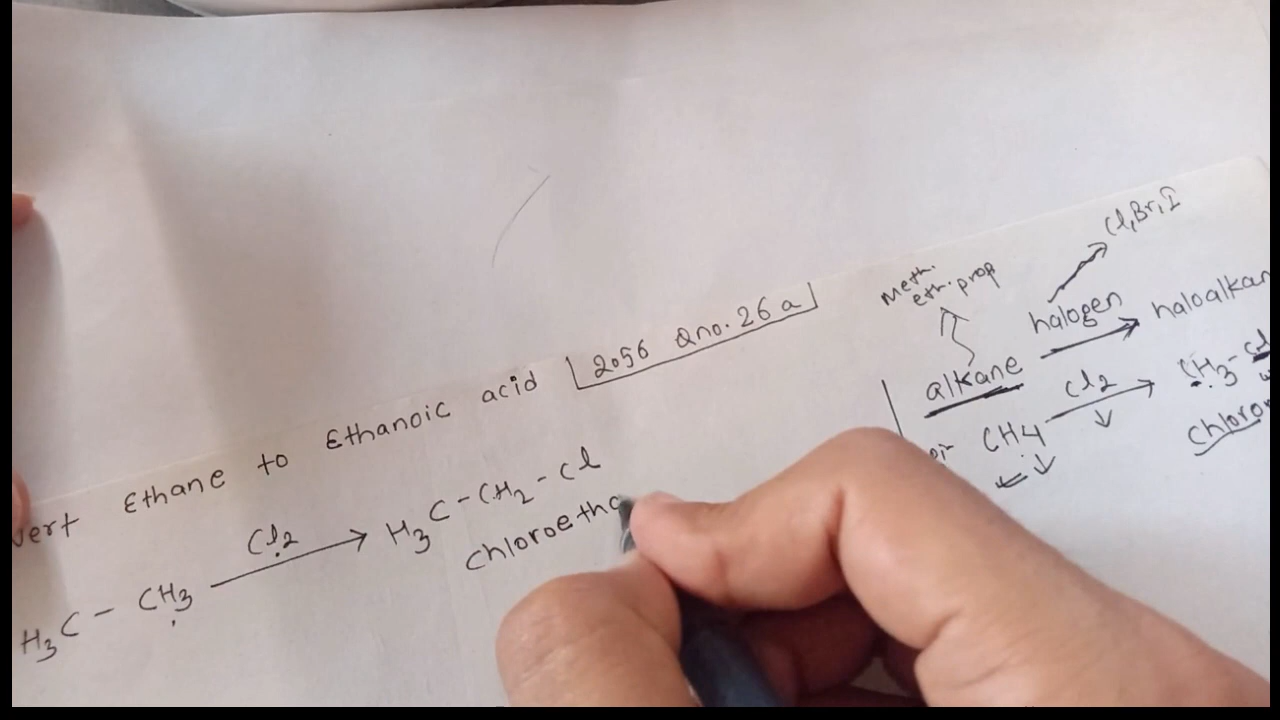 vert Ethane to Ethanoic acid 2056 Qno. 26 a
H3C - CH3 Cl2 H3C - CH2 - Cl
chloroetha
Cl, Br, I
Meth.
eth. prop
alkane halogen haloalkan
CH4 Cl2 CH3 - Cl
chloro